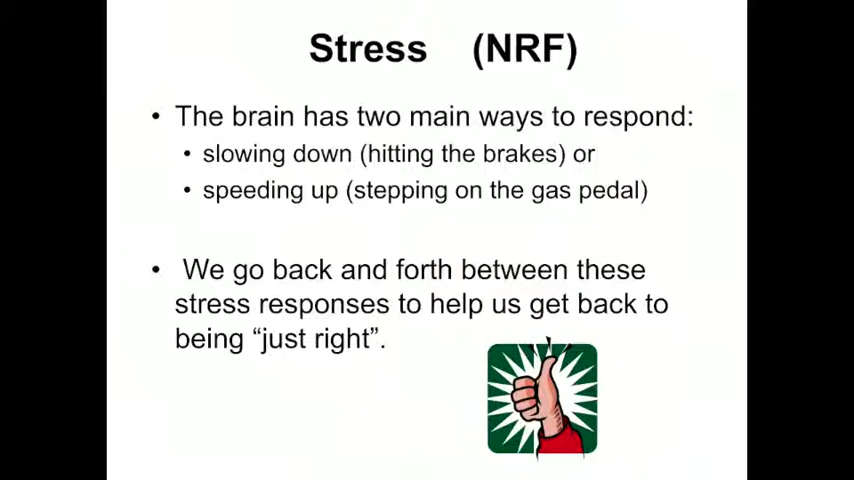 Stress (NRF)
• The brain has two main ways to respond:
• slowing down (hitting the brakes) or
• speeding up (stepping on the gas pedal)
• We go back and forth between these
stress responses to help us get back to
being “just right”.